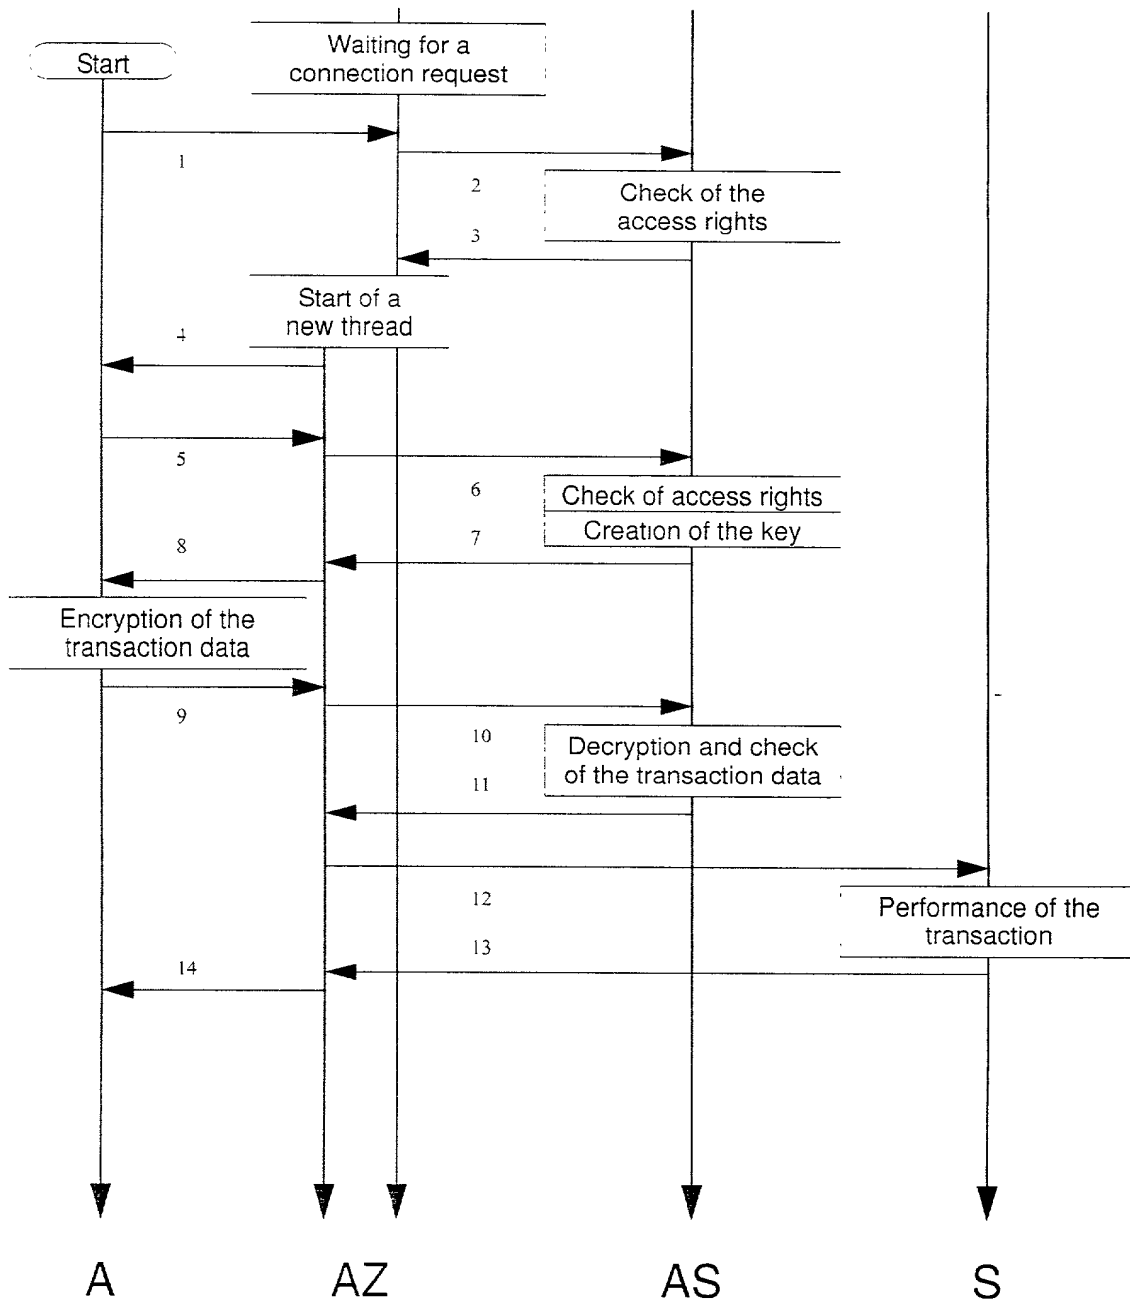 Waiting for a
connection request
Start
1
2
Check of the
access rights
3
Start of a
new thread
4
5
6
Check of access rights
Creation of the key
7
8
Encryption of the
transaction data
9
10
Decryption and check
of the transaction data
11
12
Performance of the
transaction
13
14
A
AZ
AS
S